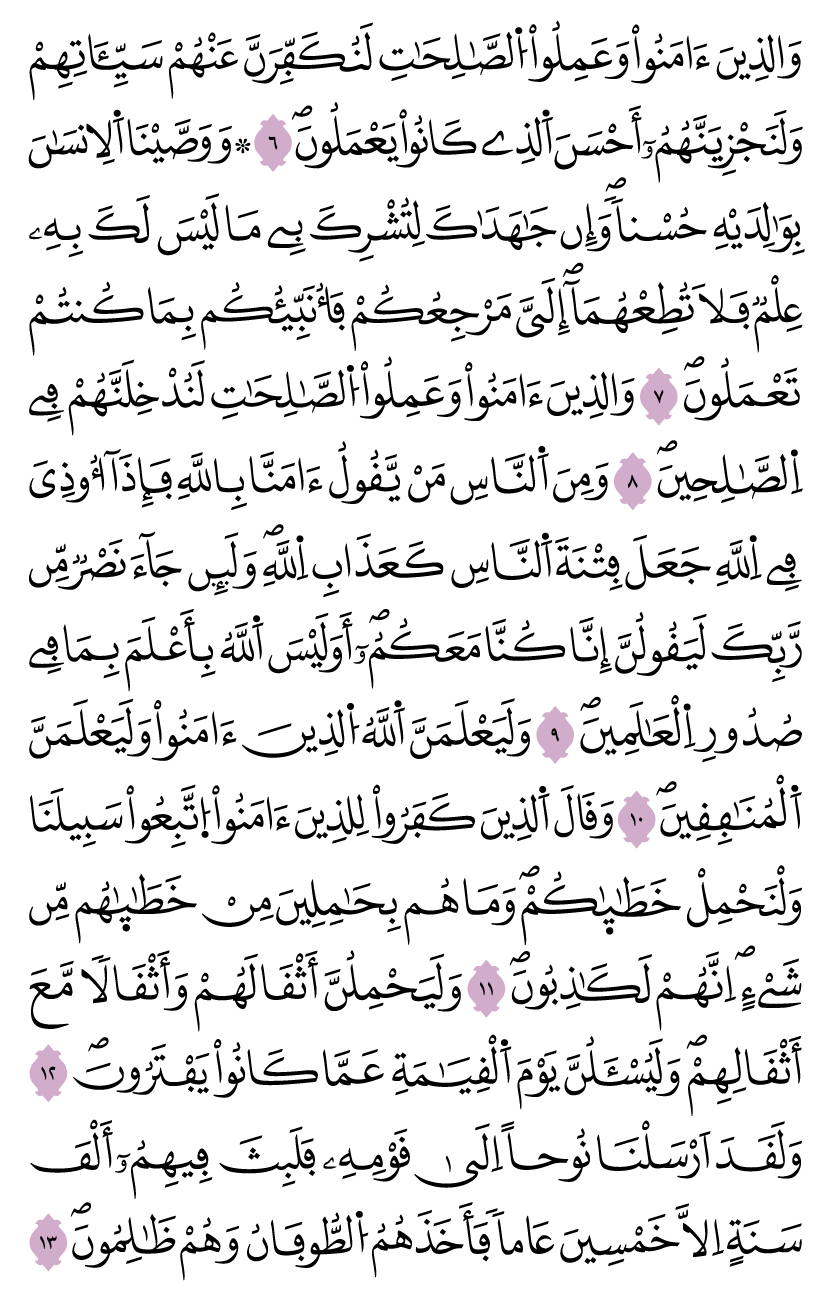 وَالذِينَ ءَامَنُواْ وَعَمِلُواْ اُ۬لصَّٰلِحَٰتِ لَنُكَفِّرَنَّ عَنْهُمْ سَيِّـَٔاتِهِمْ
وَلَنَجْزِيَنَّهُمُۥٓ أَحْسَنَ اَ۬لذِے كَانُواْ يَعْمَلُونَۖ ٦ ۞ وَوَصَّيْنَا اَ۬لِانسَٰنَ
بِوَٰلِدَيْهِ حُسْناٗۖ وَإِن جَٰهَدَٰكَ لِتُشْرِكَ بِے مَا لَيْسَ لَكَ بِهِۦ
عِلْمٞ فَلَا تُطِعْهُمَآۖ إِلَيَّ مَرْجِعُكُمْ فَأُنَبِّئُكُم بِمَا كُنتُمْ
تَعْمَلُونَۖ ٧ وَالذِينَ ءَامَنُواْ وَعَمِلُواْ اُ۬لصَّٰلِحَٰتِ لَنُدْخِلَنَّهُمْ فِے
اِ۬لصَّٰلِحِينَۖ ٨ وَمِنَ اَ۬لنَّاسِ مَنْ يَّقُولُ ءَامَنَّا بِاللَّهِ فَإِذَآ أُوذِيَ
فِے اِ۬للَّهِ جَعَلَ فِتْنَةَ اَ۬لنَّاسِ كَعَذَابِ اِ۬للَّهِۖ وَلَئِن جَآءَ نَصْرٞ مِّن
رَّبِّكَ لَيَقُولُنَّ إِنَّا كُنَّا مَعَكُمُۥٓۖ أَوَلَيْسَ اَ۬للَّهُ بِأَعْلَمَ بِمَا فِے
صُدُورِ اِ۬لْعَٰلَمِينَۖ ٩ وَلَيَعْلَمَنَّ اَ۬للَّهُ اُ۬لذِينَ ءَامَنُواْ وَلَيَعْلَمَنَّ
اَ۬لْمُنَٰفِقِينَۖ ١٠ وَقَالَ اَ۬لذِينَ كَفَرُواْ لِلذِينَ ءَامَنُواْ اُ۪تَّبِعُواْ سَبِيلَنَا
وَلْنَحْمِلْ خَطَٰيٰكُمْۖ وَمَا هُم بِحَٰمِلِينَ مِنْ خَطَٰيٰهُم مِّن
شَےْءٍۖ اِنَّهُمْ لَكَٰذِبُونَۖ ١١ وَلَيَحْمِلُنَّ أَثْقَالَهُمْ وَأَثْقَالاٗ مَّعَ
أَثْقَالِهِمْۖ وَلَيُسْـَٔلُنَّ يَوْمَ اَ۬لْقِيَٰمَةِ عَمَّا كَانُواْ يَفْتَرُونَۖ ١٢
وَلَقَدَ اَرْسَلْنَا نُوحاً اِلَىٰ قَوْمِهِۦ فَلَبِثَ فِيهِمُۥٓ أَلْفَ
سَنَةٍ اِلَّا خَمْسِينَ عَاماٗ فَأَخَذَهُمُ اُ۬لطُّوفَانُ وَهُمْ ظَٰلِمُونَۖ ١٣